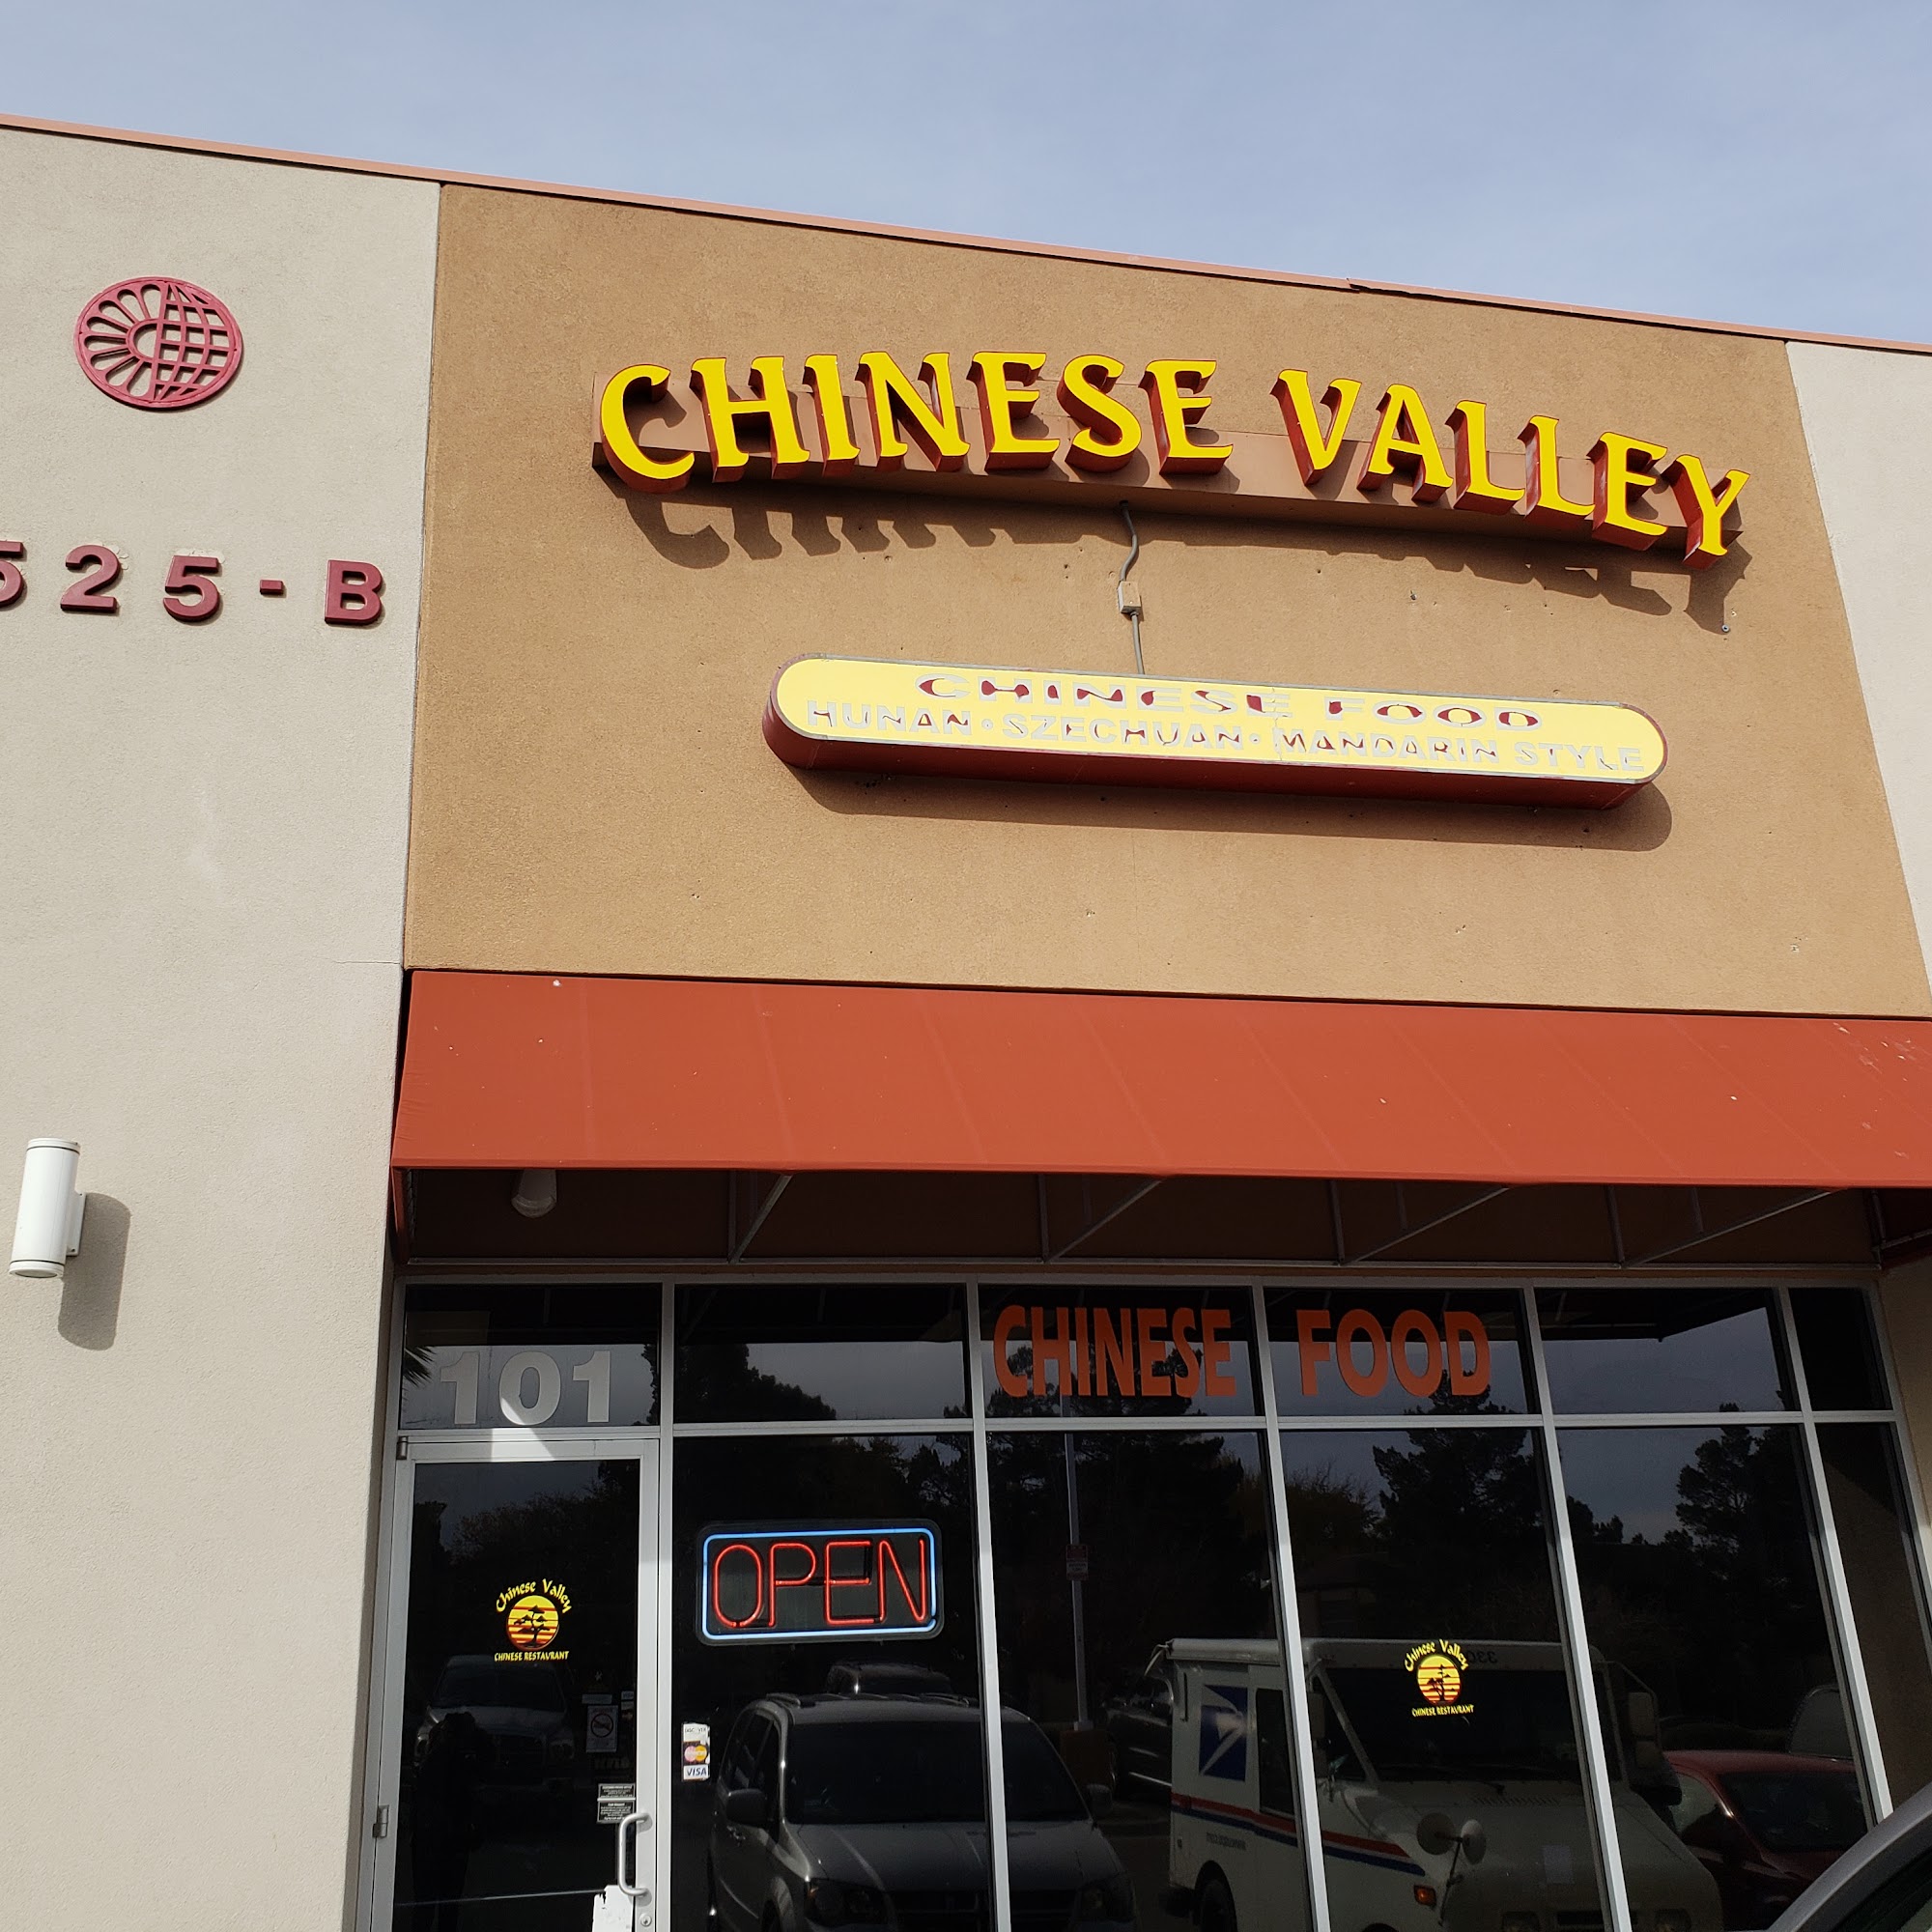 CHINESE VALLEY
525-B
CHINESE FOOD
HUNAN • SZECHUAN • MANDARIN STYLE
CHINESE FOOD
101
OPEN
Chinese Valley
CHINESE RESTAURANT
Chinese Valley
CHINESE RESTAURANT
VISA